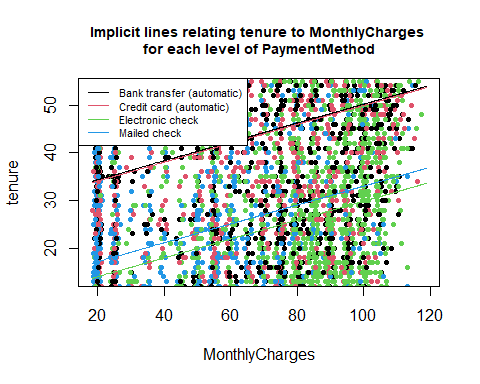 Implicit lines relating tenure to MonthlyCharges
for each level of PaymentMethod
Bank transfer (automatic)
Credit card (automatic)
Electronic check
Mailed check
tenure
50
40
30
20
20
40
60
80
100
120
MonthlyCharges